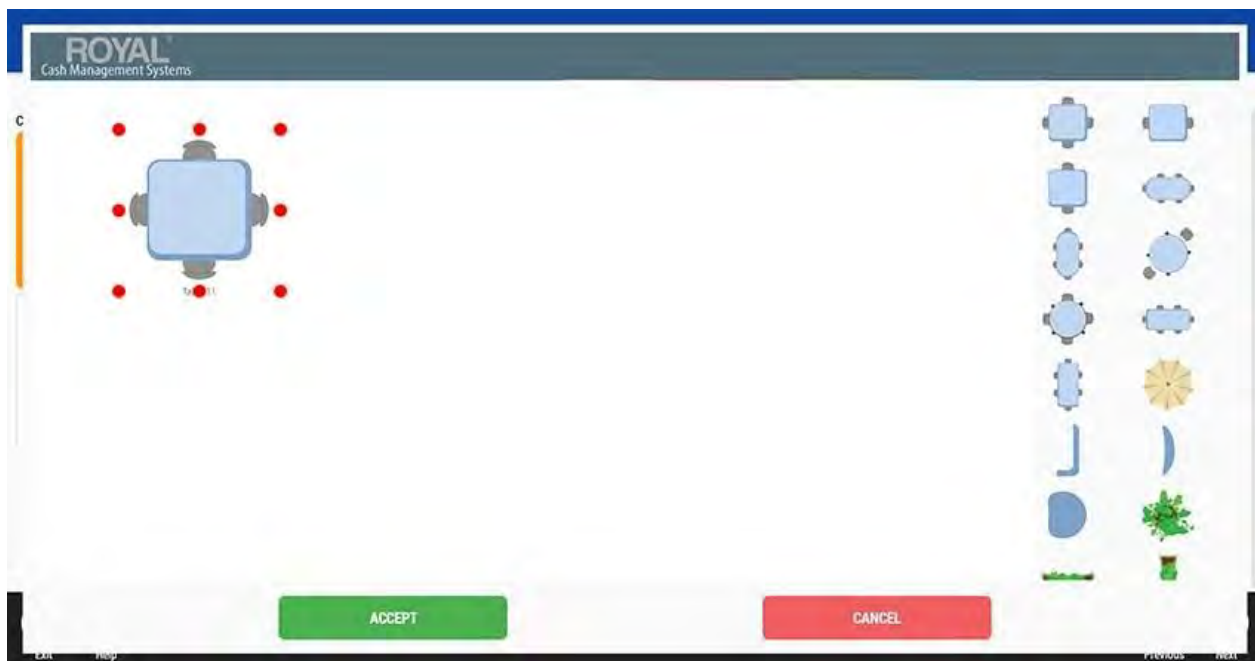 ROYAL
Cash Management Systems
C
ACCEPT
CANCEL
Exit Help
Previous Next